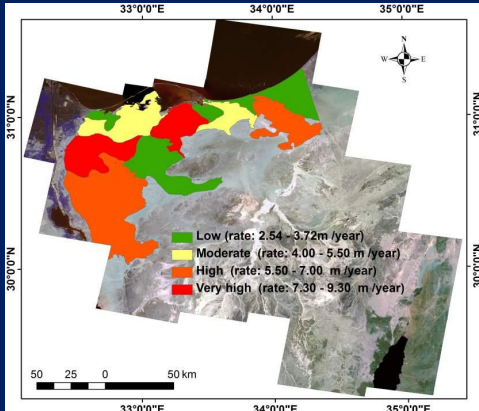 33°0'0"E 34°0'0"E 35°0'0"E
N
W E
S
31°0'0"N 31°0'0"N
Low (rate: 2.54 - 3.72m /year)
Moderate (rate: 4.00 - 5.50 m /year)
High (rate: 5.50 - 7.00 m /year)
Very high (rate: 7.30 - 9.30 m /year)
30°0'0"N 30°0'0"N
50 25 0 50 km
33°0'0"E 34°0'0"E 35°0'0"E